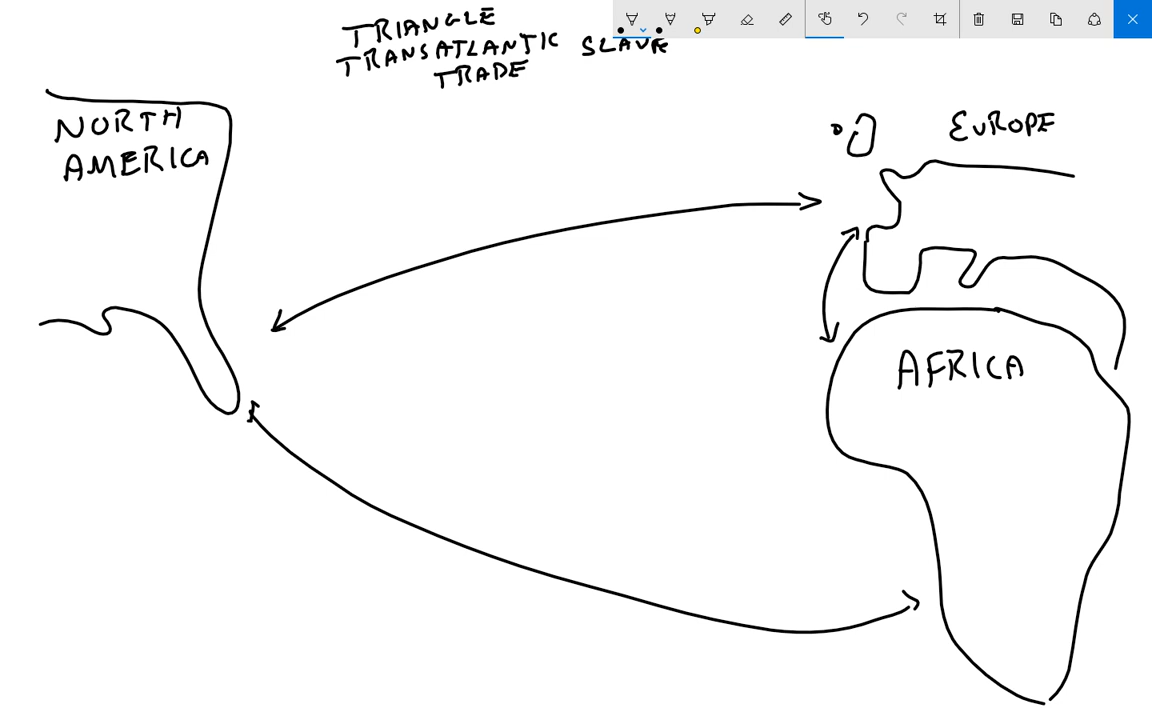 TRIANGLE
TRANSATLANTIC SLAVE
TRADE
NORTH
AMERICA
EUROPE
AFRICA